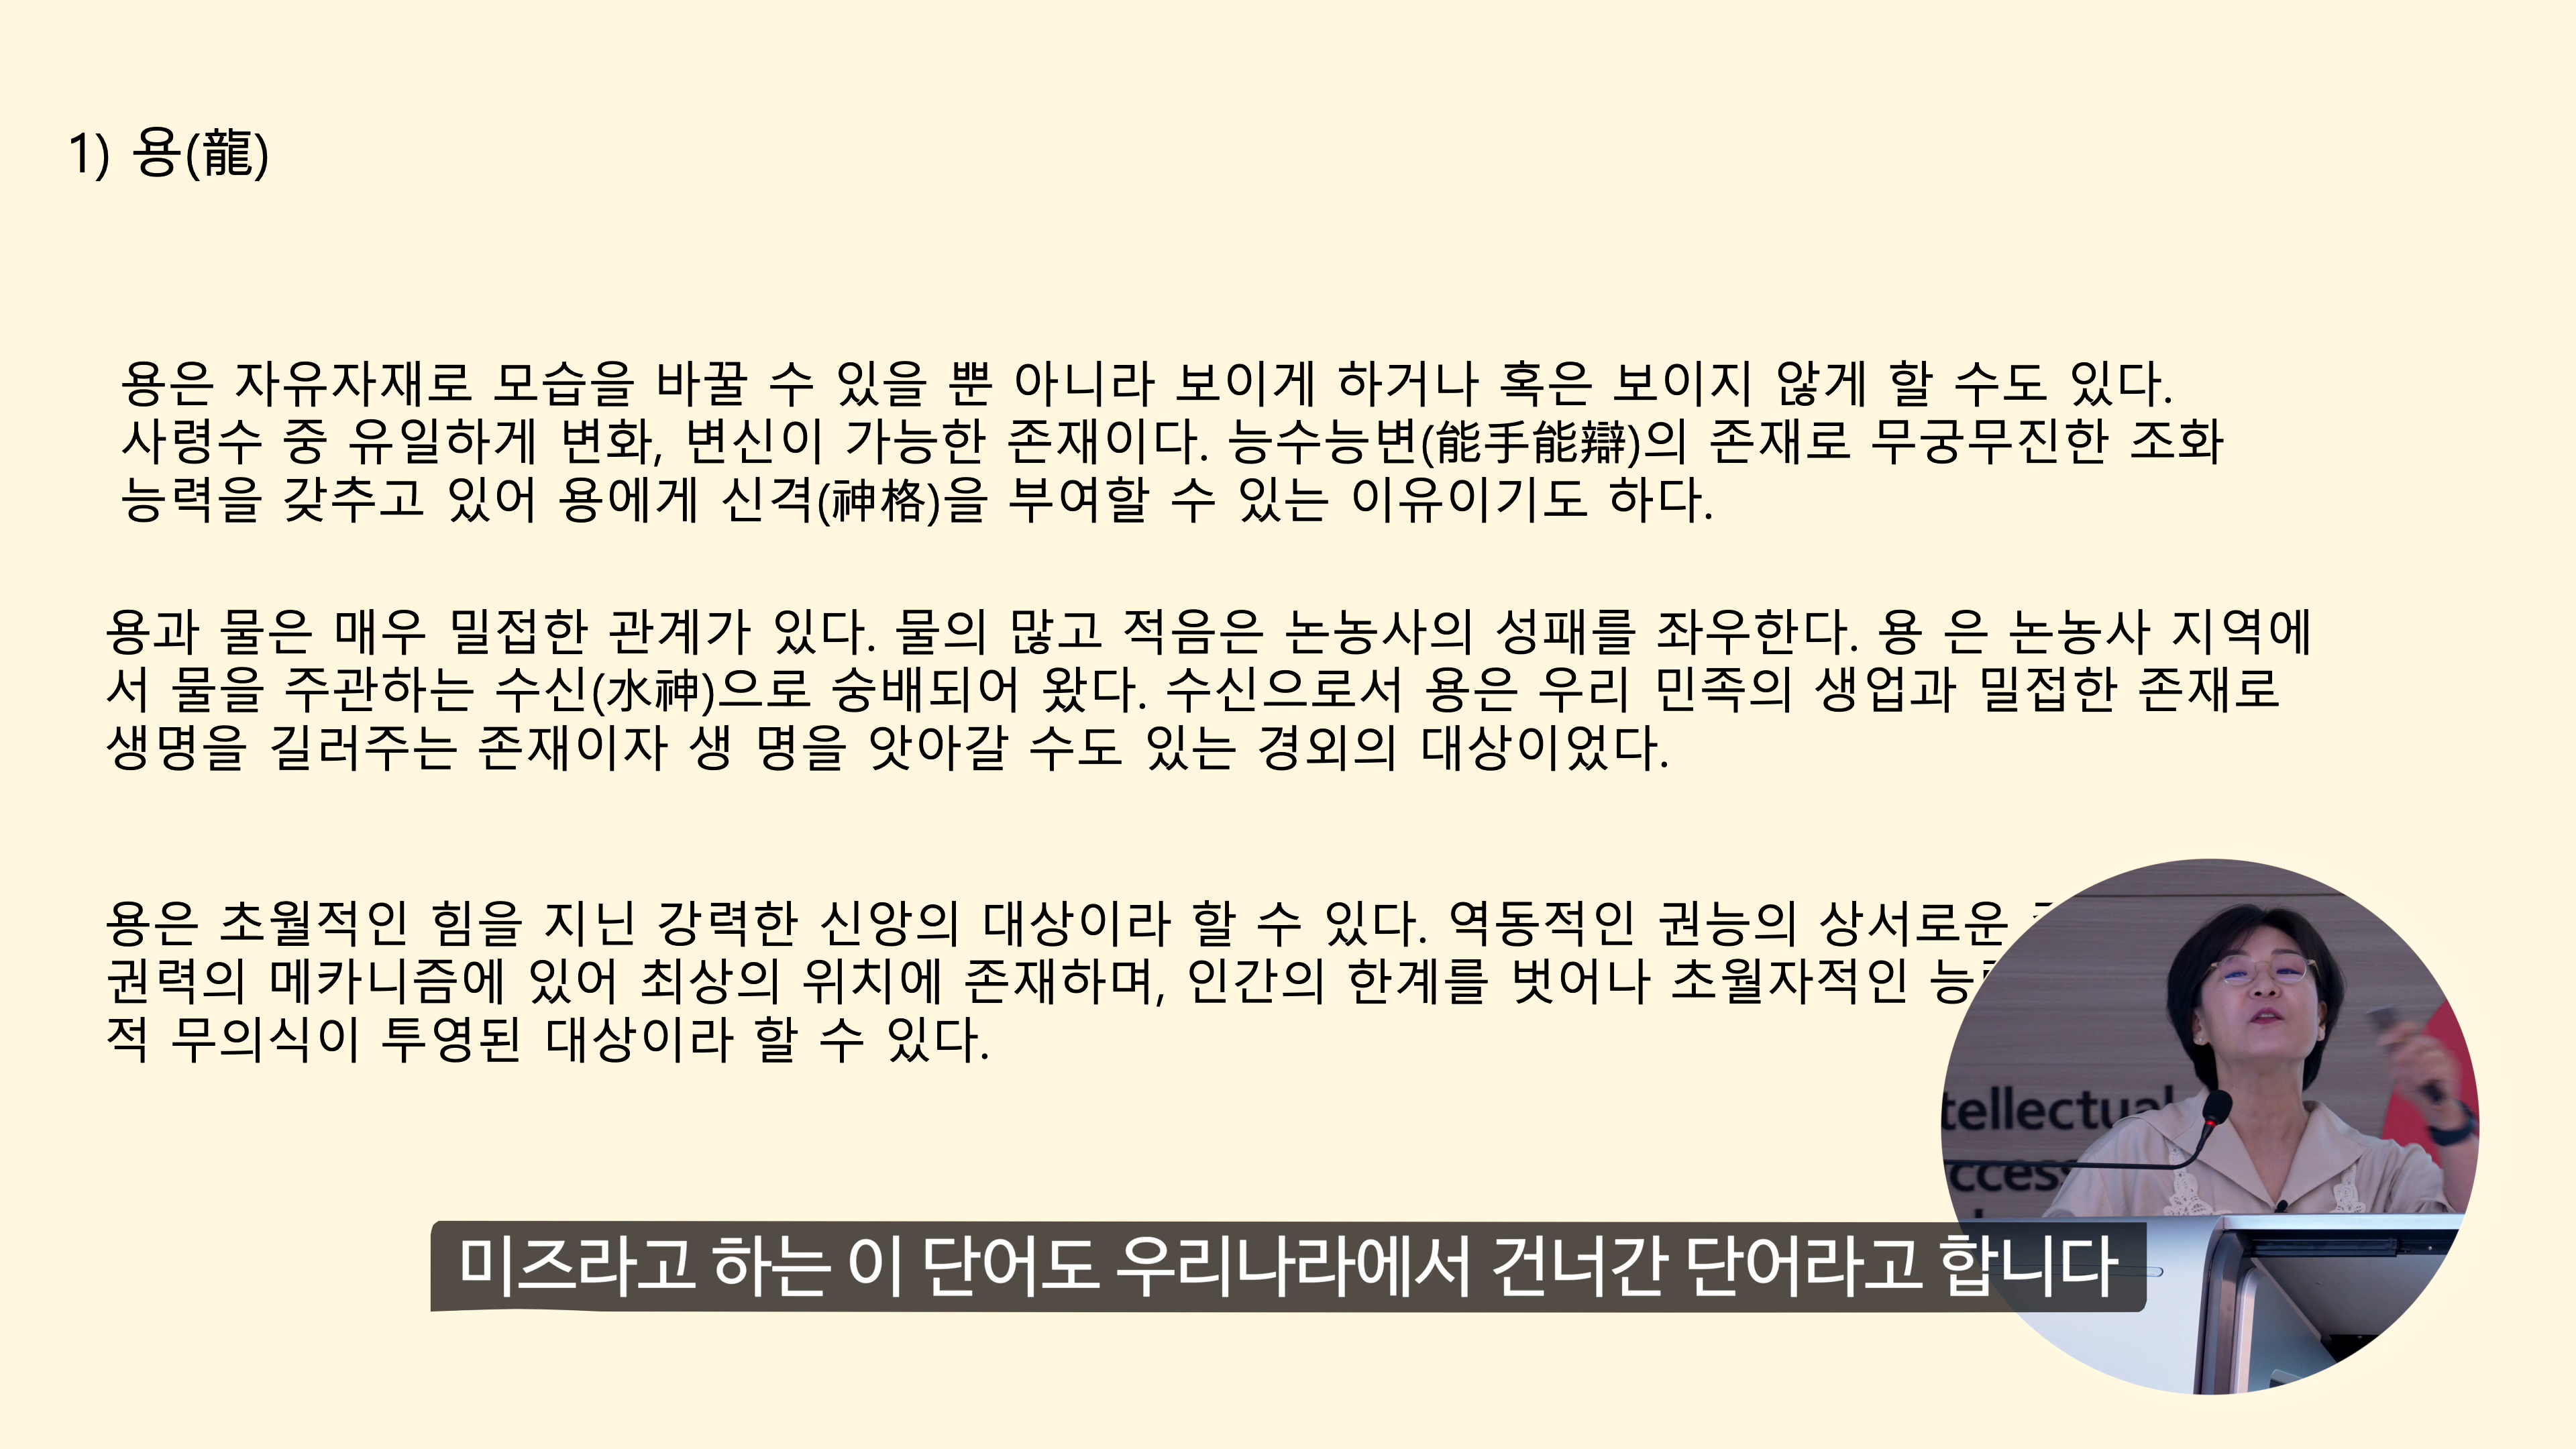 1) 용(龍)
용은 자유자재로 모습을 바꿀 수 있을 뿐 아니라 보이게 하거나 혹은 보이지 않게 할 수도 있다.
사령수 중 유일하게 변화, 변신이 가능한 존재이다. 능수능변(能手能辯)의 존재로 무궁무진한 조화
능력을 갖추고 있어 용에게 신격(神格)을 부여할 수 있는 이유이기도 하다.
용과 물은 매우 밀접한 관계가 있다. 물의 많고 적음은 논농사의 성패를 좌우한다. 용 은 논농사 지역에
서 물을 주관하는 수신(水神)으로 숭배되어 왔다. 수신으로서 용은 우리 민족의 생업과 밀접한 존재로
생명을 길러주는 존재이자 생 명을 앗아갈 수도 있는 경외의 대상이었다.
용은 초월적인 힘을 지닌 강력한 신앙의 대상이라 할 수 있다. 역동적인 권능의 상서로운
권력의 메카니즘에 있어 최상의 위치에 존재하며, 인간의 한계를 벗어나 초월자적인
적 무의식이 투영된 대상이라 할 수 있다.
tellectual
ccess
미즈라고 하는 이 단어도 우리나라에서 건너간 단어라고 합니다